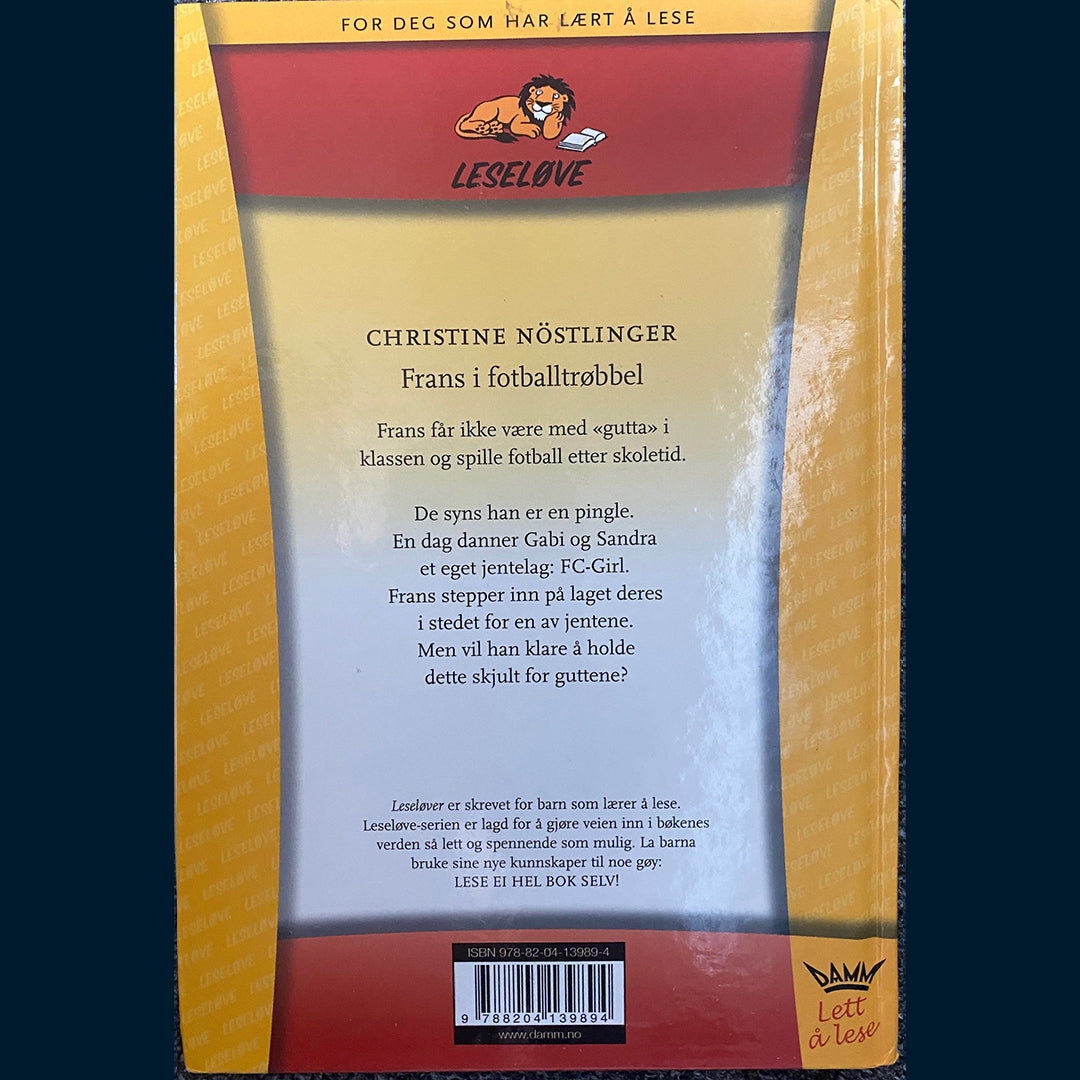 FOR DEG SOM HAR LÆRT Å LESE
LESELØVE
CHRISTINE NÖSTLINGER
Frans i fotballtrøbbel
Frans får ikke være med «gutta» i
klassen og spille fotball etter skoletid.
De syns han er en pingle.
En dag danner Gabi og Sandra
et eget jentelag: FC-Girl.
Frans stepper inn på laget deres
i stedet for en av jentene.
Men vil han klare å holde
dette skjult for guttene?
Leseløver er skrevet for barn som lærer å lese.
Leseløve-serien er lagd for å gjøre veien inn i bøkenes
verden så lett og spennende som mulig. La barna
bruke sine nye kunnskaper til noe gøy:
LESE EI HEL BOK SELV!
ISBN 978-82-04-13989-4
9 788204 139894
www.damm.no
DAMM
Lett
å lese